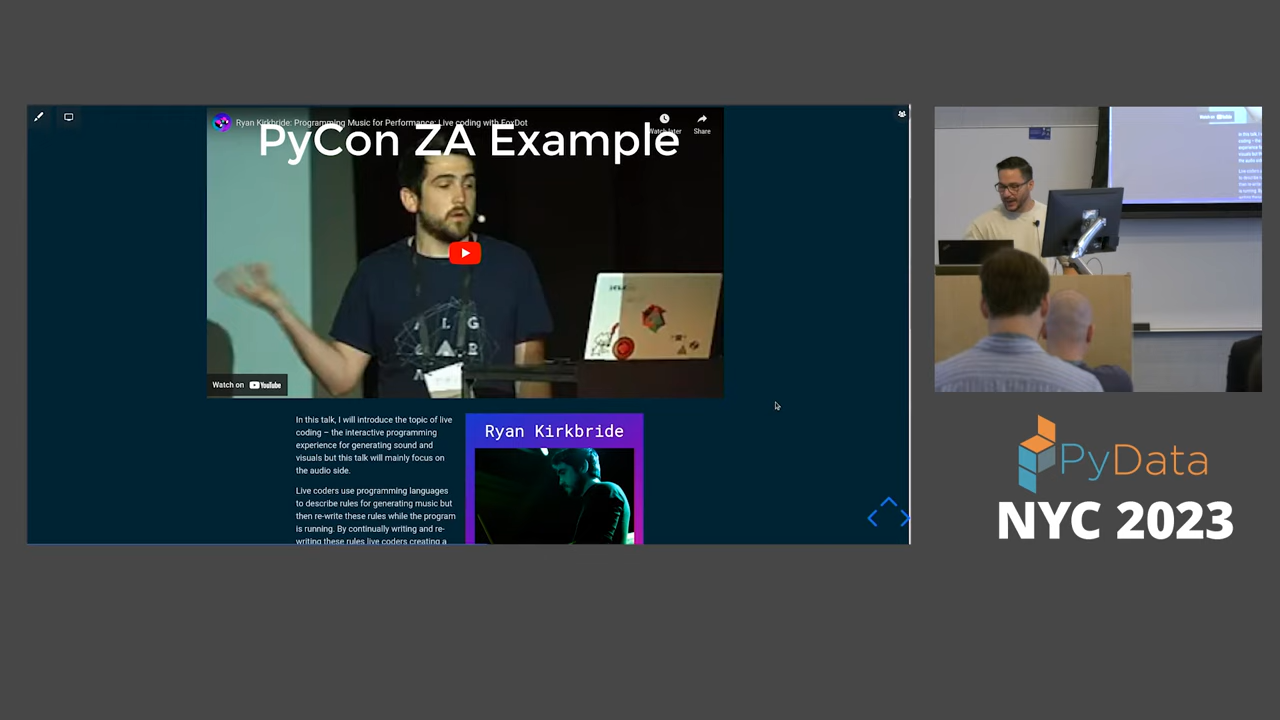 Ryan Kirkbride: Programming Music for Performance: Live coding with FoxDot
Watch later
Share
PyCon ZA Example
Watch on YouTube
In this talk, I will introduce the topic of live
coding – the interactive programming
experience for generating sound and
visuals but this talk will mainly focus on
the audio side.
Live coders use programming languages
to describe rules for generating music but
then re-write these rules while the program
is running. By continually writing and re-
writing these rules live coders creating a
Ryan Kirkbride
PyData
NYC 2023